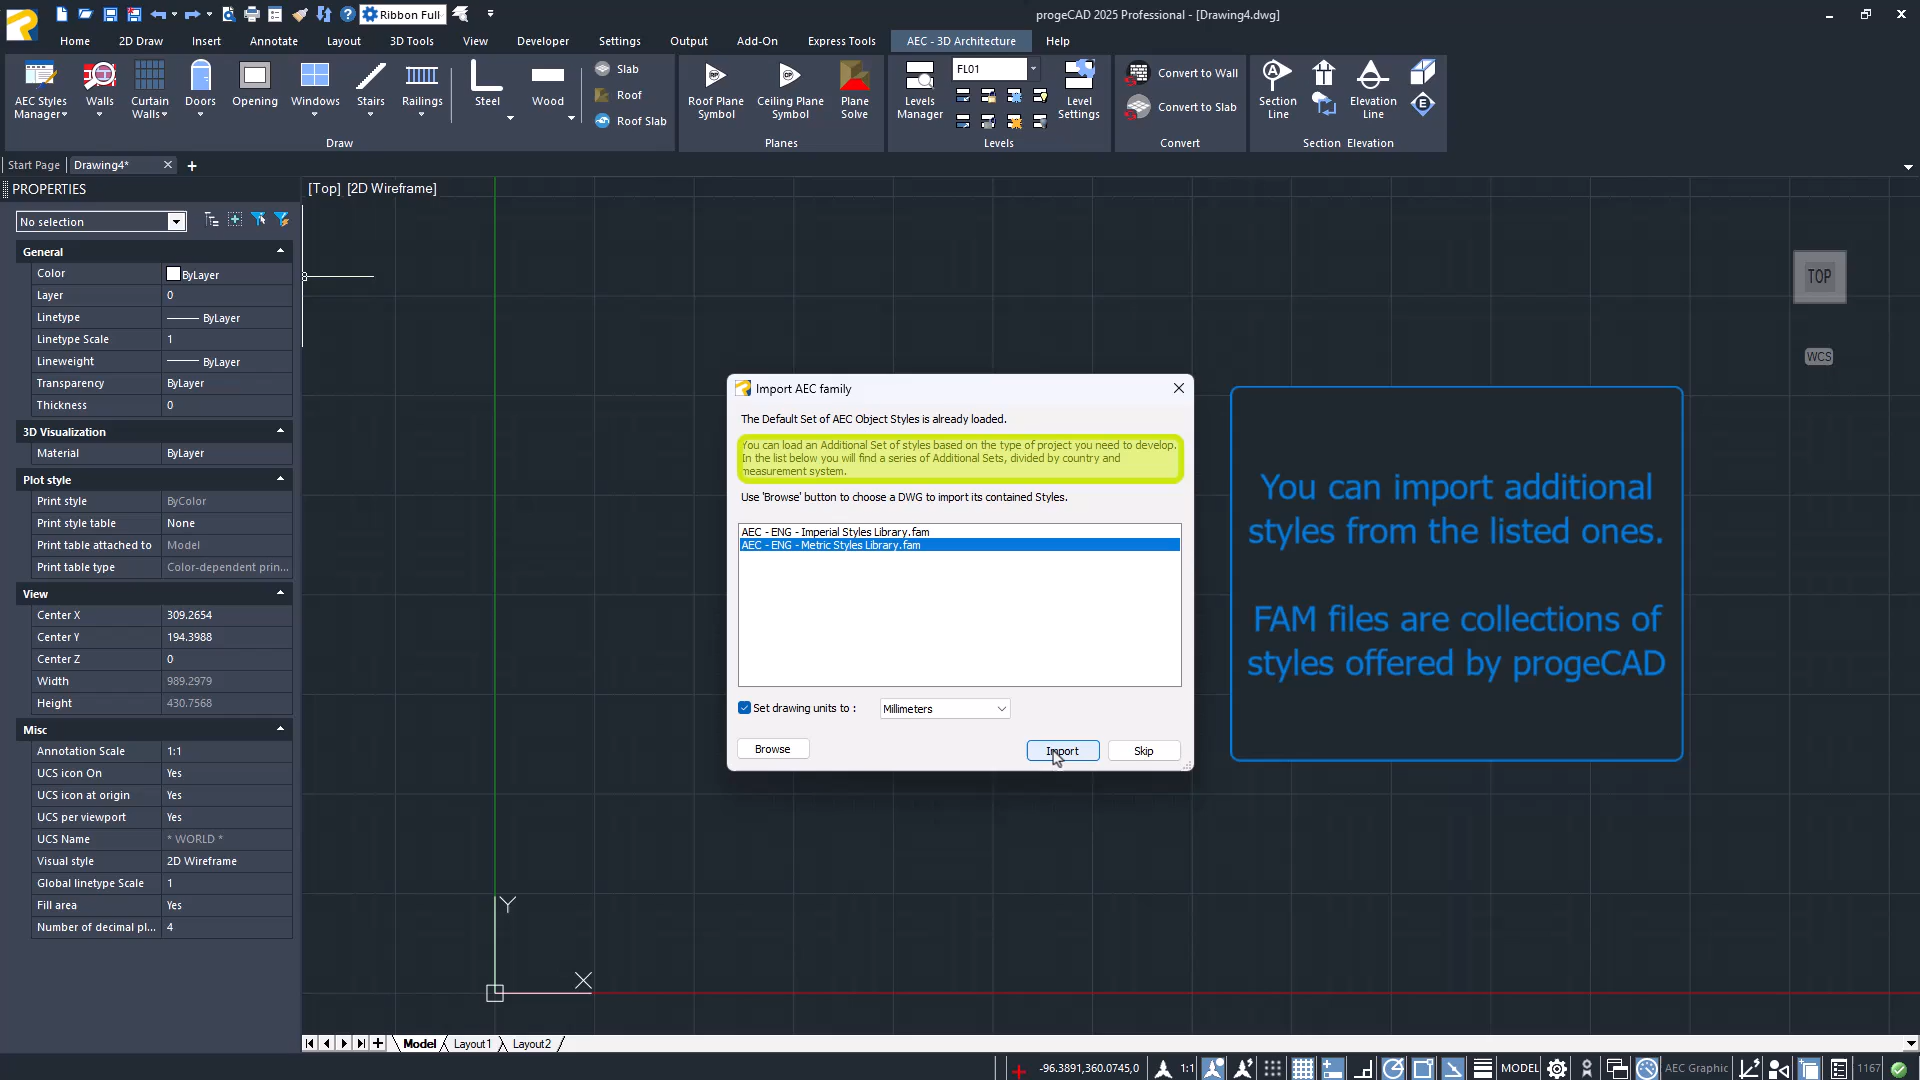 Ribbon Full
progeCAD 2025 Professional - [Drawing4.dwg]
Home
2D Draw
Insert
Annotate
Layout
3D Tools
View
Developer
Settings
Output
Add-On
Express Tools
AEC - 3D Architecture
Help
AEC Styles
Manager
Walls
Curtain
Walls
Doors
Opening
Windows
Stairs
Railings
Steel
Wood
Slab
Roof
Roof Slab
Draw
Roof Plane
Symbol
Ceiling Plane
Symbol
Plane
Solve
Planes
Levels
Manager
FL01
Level
Settings
Levels
Convert to Wall
Convert to Slab
Convert
Section
Line
Elevation
Line
Section Elevation
Start Page
Drawing4*
PROPERTIES
[Top] [2D Wireframe]
No selection
General
Color ByLayer
Layer 0
Linetype ByLayer
Linetype Scale 1
Lineweight ByLayer
Transparency ByLayer
Thickness 0
3D Visualization
Material ByLayer
Plot style
Print style ByColor
Print style table None
Print table attached to Model
Print table type Color-dependent prin...
View
Center X 309.2654
Center Y 194.3988
Center Z 0
Width 989.2979
Height 430.7568
Misc
Annotation Scale 1:1
UCS icon On Yes
UCS icon at origin Yes
UCS per viewport Yes
UCS Name * WORLD *
Visual style 2D Wireframe
Global linetype Scale 1
Fill area Yes
Number of decimal pl... 4
TOP
WCS
Import AEC family
The Default Set of AEC Object Styles is already loaded.
You can load an Additional Set of styles based on the type of project you need to develop.
In the list below you will find a series of Additional Sets, divided by country and
measurement system.
Use 'Browse' button to choose a DWG to import its contained Styles.
AEC - ENG - Imperial Styles Library.fam
AEC - ENG - Metric Styles Library.fam
Set drawing units to :
Millimeters
Browse
Import
Skip
You can import additional
styles from the listed ones.
FAM files are collections of
styles offered by progeCAD
Y
X
Model
Layout1
Layout2
-96.3891,360.0745,0
1:1
MODEL
AEC Graphic
1167